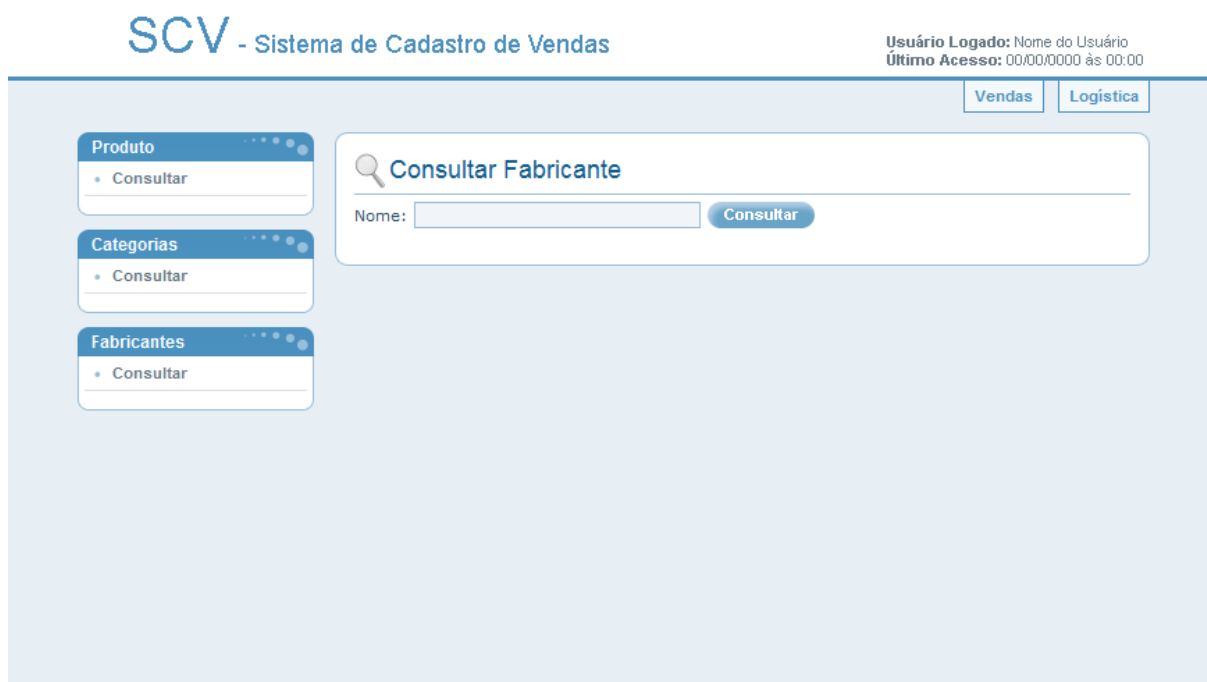 SCV - Sistema de Cadastro de Vendas
Usuário Logado: Nome do Usuário
Último Acesso: 00/00/0000 às 00:00
Vendas
Logística
Produto
Consultar
Categorias
Consultar
Fabricantes
Consultar
Consultar Fabricante
Nome:
Consultar